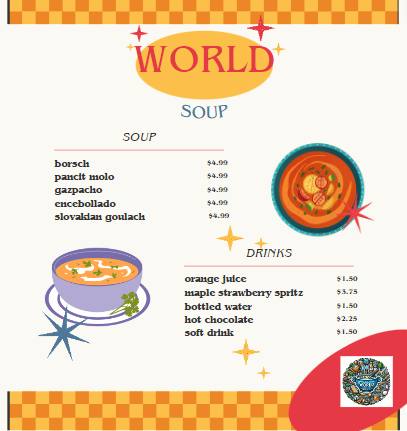 WORLD
SOUP
SOUP
borsch $4.99
pancit molo $4.99
gazpacho $4.99
encebollado $4.99
slovakian goulach $4.99
DRINKS
orange juice $1.50
maple strawberry spritz $3.75
bottled water $1.50
hot chocolate $2.25
soft drink $1.50
WORLD